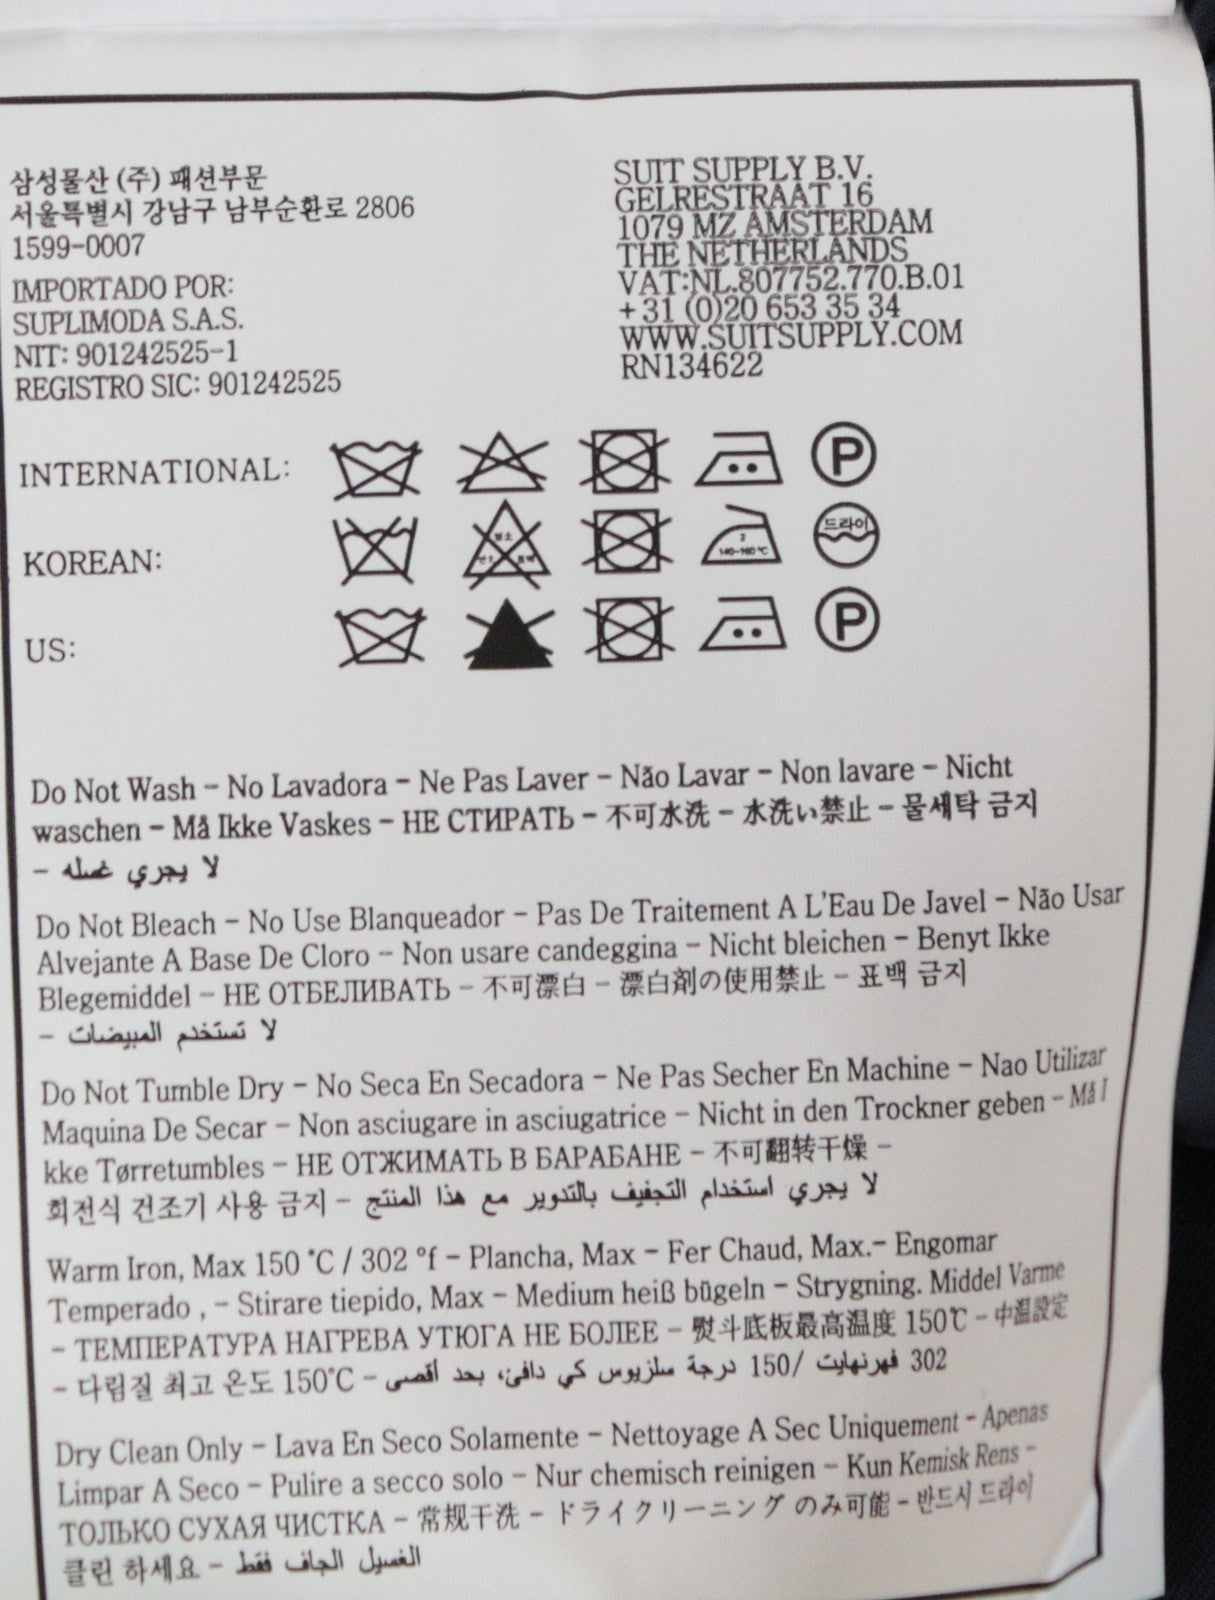 삼성물산 (주) 패션부문
서울특별시 강남구 남부순환로 2806
1599-0007
IMPORTADO POR:
SUPLIMODA S.A.S.
NIT: 901242525-1
REGISTRO SIC: 901242525
SUIT SUPPLY B.V.
GELRESTRAAT 16
1079 MZ AMSTERDAM
THE NETHERLANDS
VAT:NL.807752.770.B.01
+31 (0)20 653 35 34
WWW.SUITSUPPLY.COM
RN134622
INTERNATIONAL:
P
KOREAN:
2
140~160℃
드라이
US:
P
Do Not Wash - No Lavadora - Ne Pas Laver - Não Lavar - Non lavare - Nicht
waschen - Må Ikke Vaskes - НЕ СТИРАТЬ - 不可水洗 - 水洗い禁止 - 물세탁 금지
- لا يجري غسله
Do Not Bleach - No Use Blanqueador - Pas De Traitement A L'Eau De Javel - Não Usar
Alvejante A Base De Cloro - Non usare candeggina - Nicht bleichen - Benyt Ikke
Blegemiddel - НЕ ОТБЕЛИВАТЬ - 不可漂白 - 漂白剤の使用禁止 - 표백 금지
- لا تستخدم المبيضات
Do Not Tumble Dry - No Seca En Secadora - Ne Pas Secher En Machine - Nao Utilizar
Maquina De Secar - Non asciugare in asciugatrice - Nicht in den Trockner geben - Må I
kke Tørretumbles - НЕ ОТЖИМАТЬ В БАРАБАНЕ - 不可翻转干燥 -
회전식 건조기 사용 금지 - لا يجري استخدام التجفيف بالتدوير مع هذا المنتج
Warm Iron, Max 150 °C / 302 °f - Plancha, Max - Fer Chaud, Max.- Engomar
Temperado , - Stirare tiepido, Max - Medium heiß bügeln - Strygning. Middel Varme
- ТЕМПЕРАТУРА НАГРЕВА УТЮГА НЕ БОЛЕЕ - 熨斗底板最高温度 150℃ - 中温設定
- 다림질 최고 온도 150℃ - كي دافئ، بحد أقصى 150 درجة سلزيوس/ 302 فهرنهايت
Dry Clean Only - Lava En Seco Solamente - Nettoyage A Sec Uniquement - Apenas
Limpar A Seco - Pulire a secco solo - Nur chemisch reinigen - Kun Kemisk Rens -
ТОЛЬКО СУХАЯ ЧИСТКА - 常规干洗 - ドライクリーニング のみ可能 - 반드시 드라이
클린 하세요 - الغسيل الجاف فقط